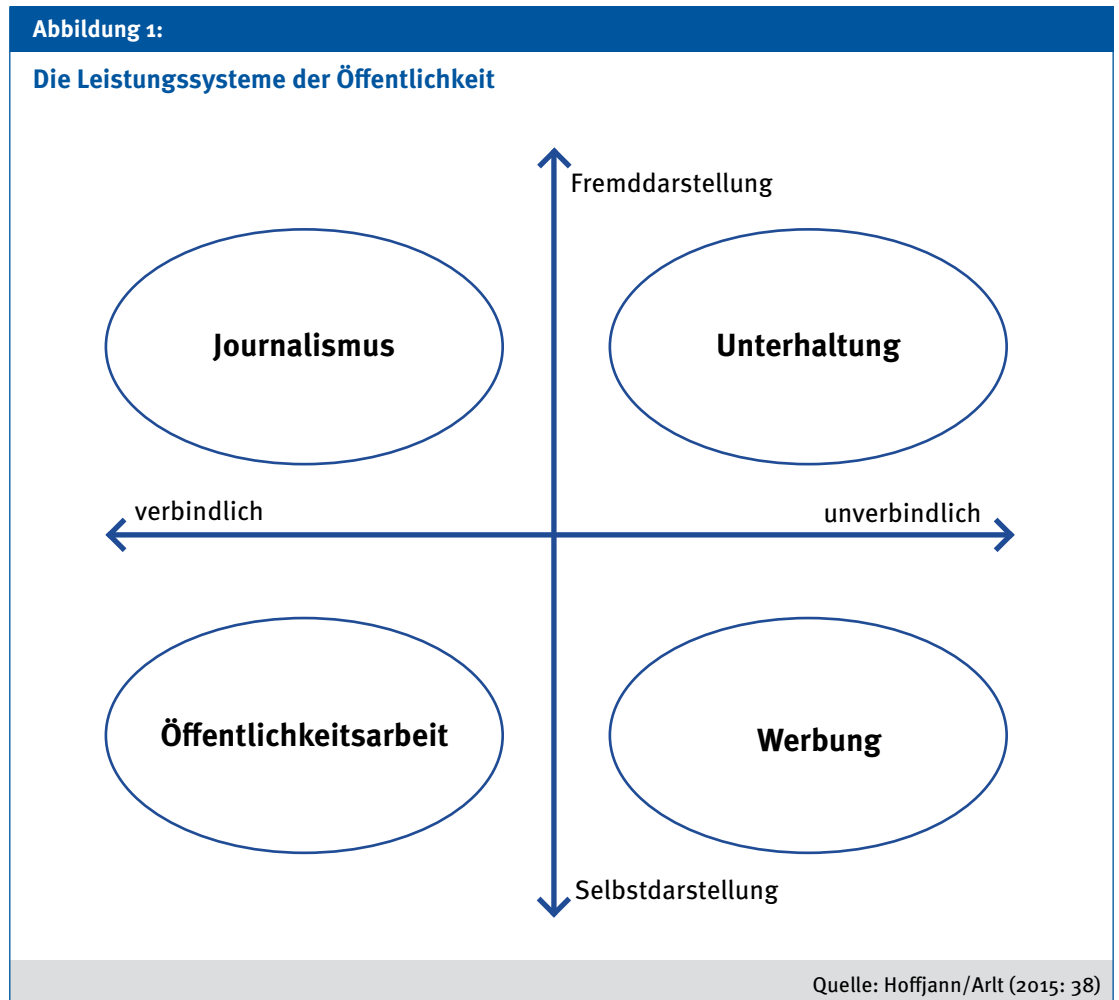 Abbildung 1:
Die Leistungssysteme der Öffentlichkeit
Fremddarstellung
Journalismus
Unterhaltung
verbindlich
unverbindlich
Öffentlichkeitsarbeit
Werbung
Selbstdarstellung
Quelle: Hoffjann/Arlt (2015: 38)